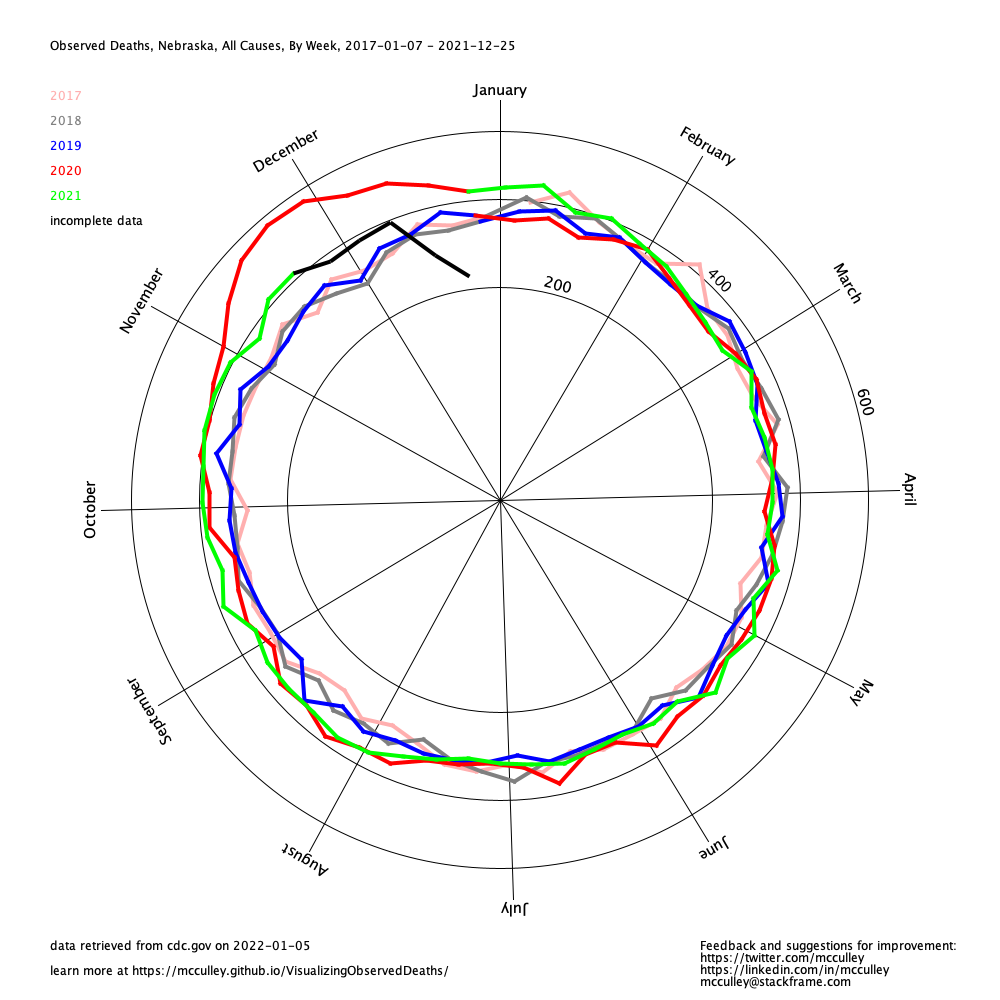 Observed Deaths, Nebraska, All Causes, By Week, 2017-01-07 - 2021-12-25
January
2017
2018
2019
2020
2021
incomplete data
December
February
November
March
200
400
600
October
April
September
May
August
June
July
data retrieved from cdc.gov on 2022-01-05
learn more at https://mcculley.github.io/VisualizingObservedDeaths/
Feedback and suggestions for improvement:
https://twitter.com/mcculley
https://linkedin.com/in/mcculley
mcculley@stackframe.com